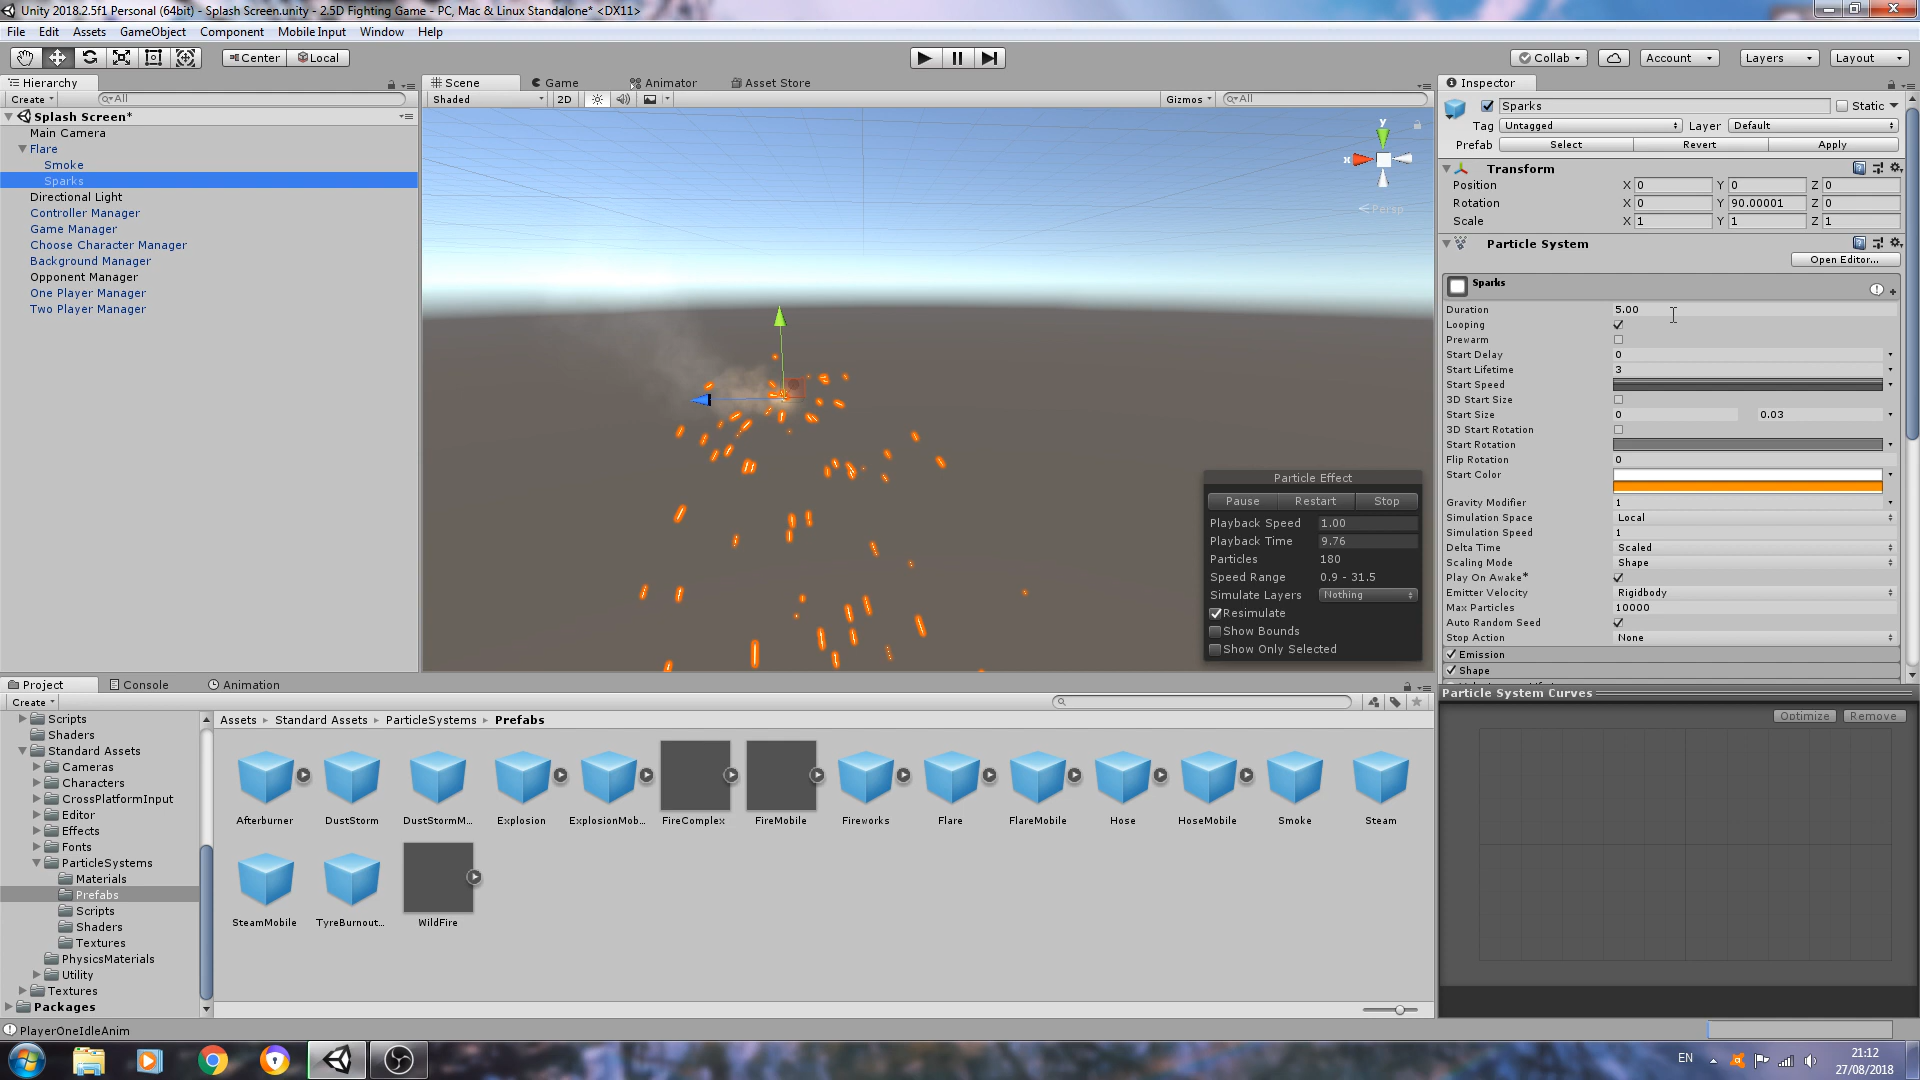 Unity 2018.2.5f1 Personal (64bit) - Splash Screen.unity - 2.5D Fighting Game - PC, Mac & Linux Standalone* <DX11>
File Edit Assets GameObject Component Mobile Input Window Help
Center Local Collab Account Layers Layout
Hierarchy
Create All
Splash Screen*
Main Camera
Flare
Smoke
Sparks
Directional Light
Controller Manager
Game Manager
Choose Character Manager
Background Manager
Opponent Manager
One Player Manager
Two Player Manager
Scene Game Animator Asset Store
Shaded 2D Gizmos All
y
x
Persp
Particle Effect
Pause Restart Stop
Playback Speed 1.00
Playback Time 9.76
Particles 180
Speed Range 0.9 - 31.5
Simulate Layers Nothing
Resimulate
Show Bounds
Show Only Selected
Inspector
Sparks Static
Tag Untagged Layer Default
Prefab Select Revert Apply
Transform
Position X 0 Y 0 Z 0
Rotation X 0 Y 90.00001 Z 0
Scale X 1 Y 1 Z 1
Particle System
Open Editor...
Sparks
Duration 5.00
Looping
Prewarm
Start Delay 0
Start Lifetime 3
Start Speed
3D Start Size
Start Size 0 0.03
3D Start Rotation
Start Rotation
Flip Rotation 0
Start Color
Gravity Modifier 1
Simulation Space Local
Simulation Speed 1
Delta Time Scaled
Scaling Mode Shape
Play On Awake*
Emitter Velocity Rigidbody
Max Particles 10000
Auto Random Seed
Stop Action None
Emission
Shape
Particle System Curves
Optimize Remove
Project Console Animation
Create
Scripts
Shaders
Standard Assets
Cameras
Characters
CrossPlatformInput
Editor
Effects
Fonts
ParticleSystems
Materials
Prefabs
Scripts
Shaders
Textures
PhysicsMaterials
Utility
Textures
Packages
Assets Standard Assets ParticleSystems Prefabs
Afterburner DustStorm DustStormM... Explosion ExplosionMob... FireComplex FireMobile Fireworks Flare FlareMobile Hose HoseMobile Smoke Steam
SteamMobile TyreBurnout... WildFire
PlayerOneIdleAnim
EN
21:12
27/08/2018